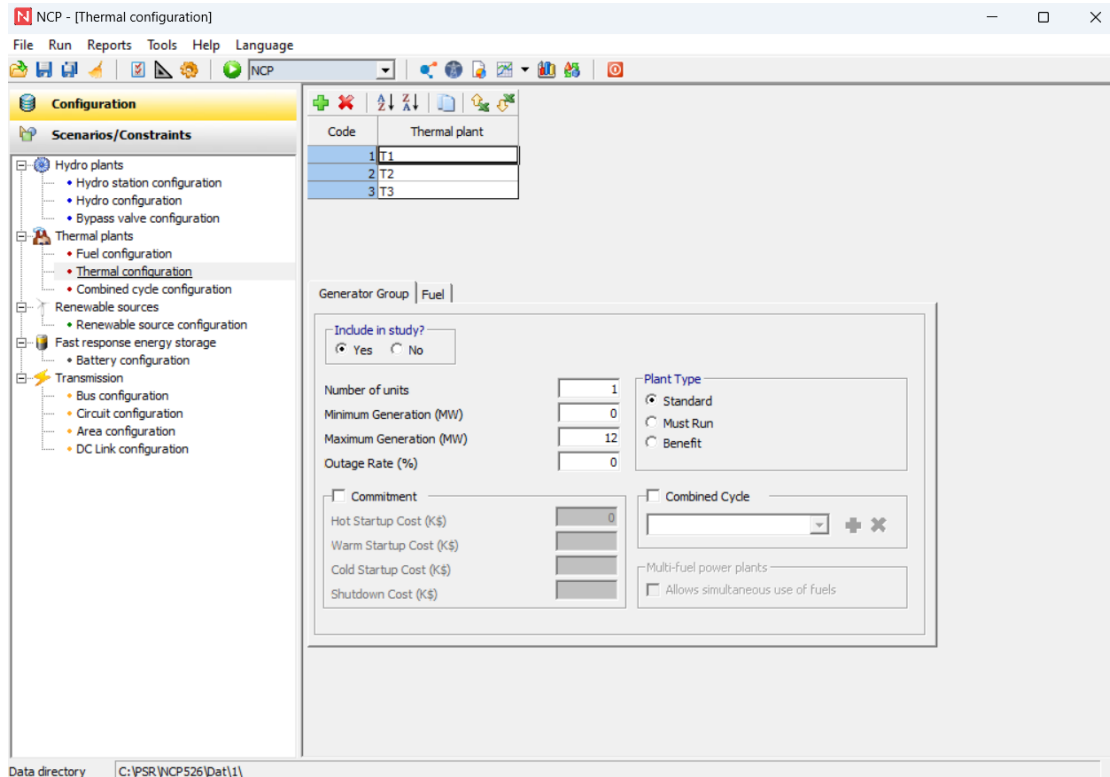 NCP - [Thermal configuration]
File Run Reports Tools Help Language
NCP
Configuration
Scenarios/Constraints
Hydro plants
Hydro station configuration
Hydro configuration
Bypass valve configuration
Thermal plants
Fuel configuration
Thermal configuration
Combined cycle configuration
Renewable sources
Renewable source configuration
Fast response energy storage
Battery configuration
Transmission
Bus configuration
Circuit configuration
Area configuration
DC Link configuration
Code Thermal plant
1 T1
2 T2
3 T3
Generator Group Fuel
Include in study?
Yes No
Number of units 1
Minimum Generation (MW) 0
Maximum Generation (MW) 12
Outage Rate (%) 0
Plant Type
Standard
Must Run
Benefit
Commitment
Hot Startup Cost (K$) 0
Warm Startup Cost (K$)
Cold Startup Cost (K$)
Shutdown Cost (K$)
Combined Cycle
Multi-fuel power plants
Allows simultaneous use of fuels
Data directory C:\PSR\NCP526\Dat\1\